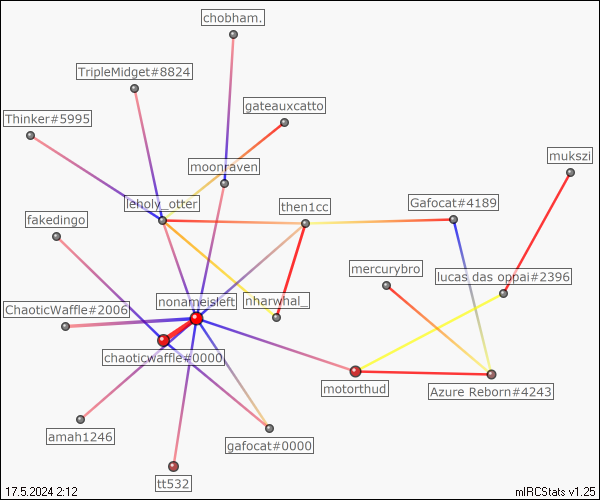 chobham.
TripleMidget#8824
gateauxcatto
Thinker#5995
mukszi
moonraven
leholy_otter
then1cc
Gafocat#4189
fakedingo
mercurybro
lucas das oppai#2396
nonameisleft
nharwhal_
ChaoticWaffle#2006
chaoticwaffle#0000
motorthud
Azure Reborn#4243
amah1246
gafocat#0000
tt532
17.5.2024 2:12
mIRCStats v1.25